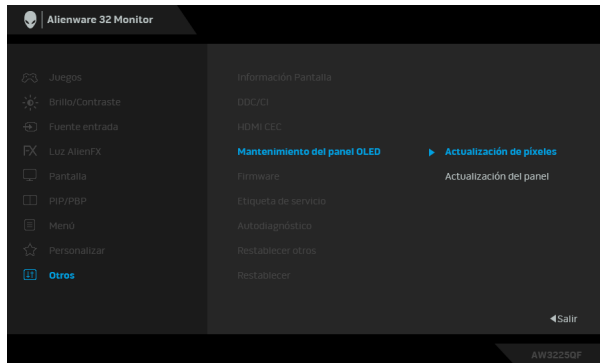 Alienware 32 Monitor
Juegos
Información Pantalla
Brillo/Contraste
DDC/CI
Fuente entrada
HDMI CEC
FX Luz AlienFX
Mantenimiento del panel OLED
Actualización de píxeles
Pantalla
Firmware
Actualización del panel
PIP/PBP
Etiqueta de servicio
Menú
Autodiagnóstico
Personalizar
Restablecer otros
Otros
Restablecer
Salir
AW3225QF